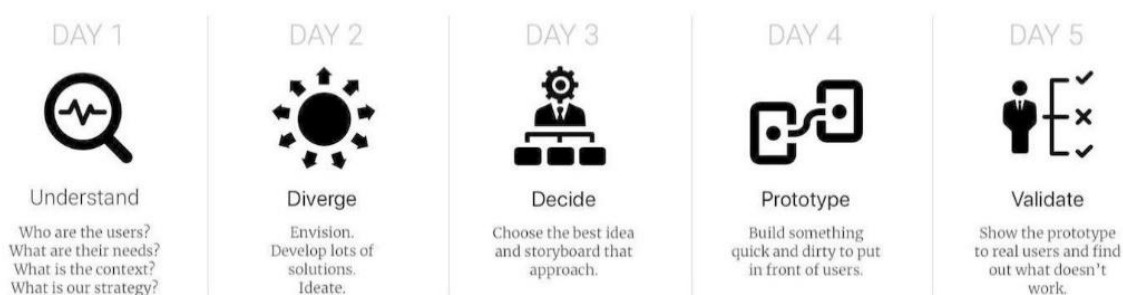 DAY 1
Understand
Who are the users?
What are their needs?
What is the context?
What is our strategy?
DAY 2
Diverge
Envision.
Develop lots of
solutions.
Ideate.
DAY 3
Decide
Choose the best idea
and storyboard that
approach.
DAY 4
Prototype
Build something
quick and dirty to put
in front of users.
DAY 5
Validate
Show the prototype
to real users and find
out what doesn't
work.